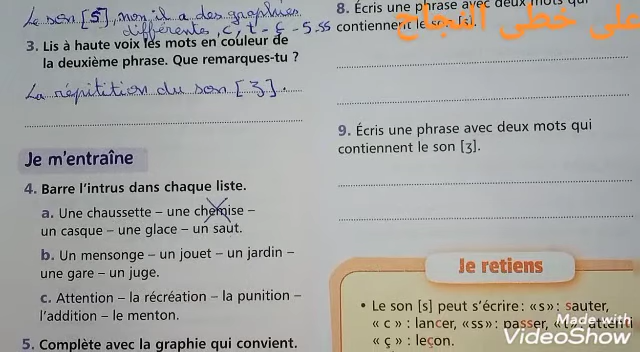 Le son [s], non il a des graphies
différentes, c, t - ç - s, ss
3. Lis à haute voix les mots en couleur de
la deuxième phrase. Que remarques-tu ?
La répitition du son [ʒ].
Je m'entraîne
4. Barre l'intrus dans chaque liste.
a. Une chaussette – une chemise –
un casque – une glace – un saut.
b. Un mensonge – un jouet – un jardin –
une gare – un juge.
c. Attention – la récréation – la punition –
l'addition – le menton.
5. Complète avec la graphie qui convient.
8. Écris une phrase avec deux mots qui
contiennent le son [s].
على خطى النجاح
9. Écris une phrase avec deux mots qui
contiennent le son [ʒ].
Je retiens
• Le son [s] peut s'écrire : «s» : sauter,
« c » : lancer, «ss» : passer, «t» : attenti
« ç » : leçon.
Made with
VideoShow